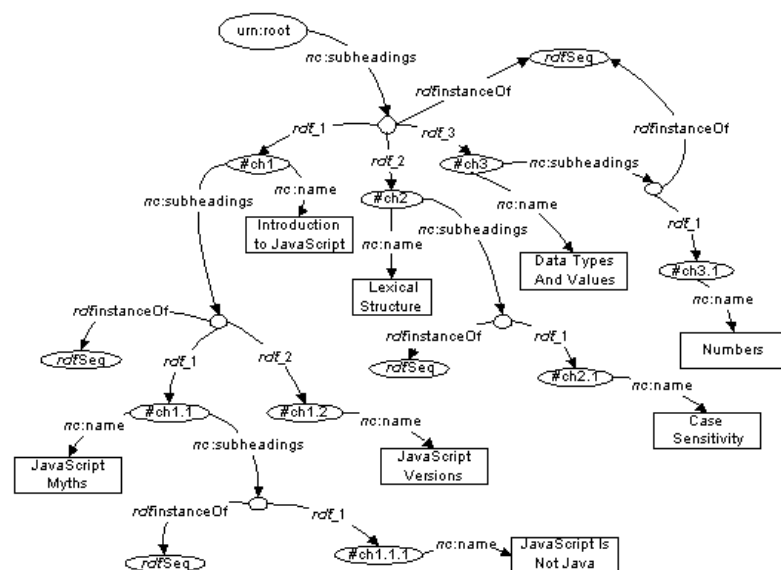 urn:root
nc:subheadings
rdf:Seq
rdf:instanceOf
rdf:instanceOf
rdf:_1
rdf:_2
rdf:_3
#ch1
#ch3
nc:subheadings
nc:name
#ch2
nc:name
nc:subheadings
nc:subheadings
rdf:_1
Introduction
to JavaScript
nc:name
Data Types
And Values
#ch3.1
nc:name
Lexical
Structure
Numbers
rdf:instanceOf
rdf:Seq
rdf:_1
rdf:_2
rdf:instanceOf
rdf:Seq
rdf:_1
#ch2.1
nc:name
Case
Sensitivity
#ch1.1
#ch1.2
nc:name
nc:subheadings
nc:name
JavaScript
Myths
JavaScript
Versions
rdf:instanceOf
rdf:Seq
rdf:_1
#ch1.1.1
nc:name
JavaScript Is
Not Java